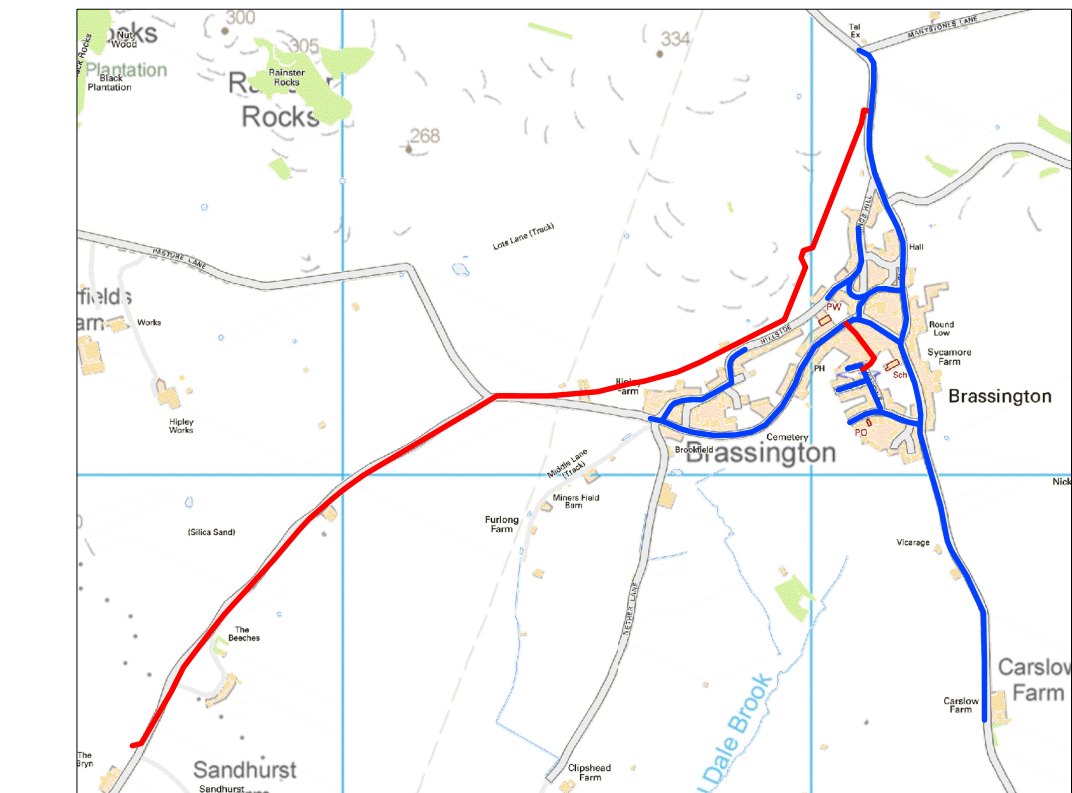 300
Nut
Wood
305
Plantation
Black
Plantation
Rainster
Rocks
Rocks
268
334
Tel
Ex
MANYSTONES LANE
Lots Lane (Track)
PASTURE LANE
Hall
Works
HILLSIDE
PW
Round
Low
Sycamore
Farm
PH
Sch
Brassington
Farm
Hipley
Works
PO
Cemetery
Brookfield
Brassington
Middle Lane
(Track)
Miners Field
Barn
Furlong
Farm
(Silica Sand)
Vicarage
NETHER LANE
The
Beeches
Carslow
Farm
Farm
Dale Brook
The
Bryn
Sandhurst
Sandhurst
Clipshead
Farm